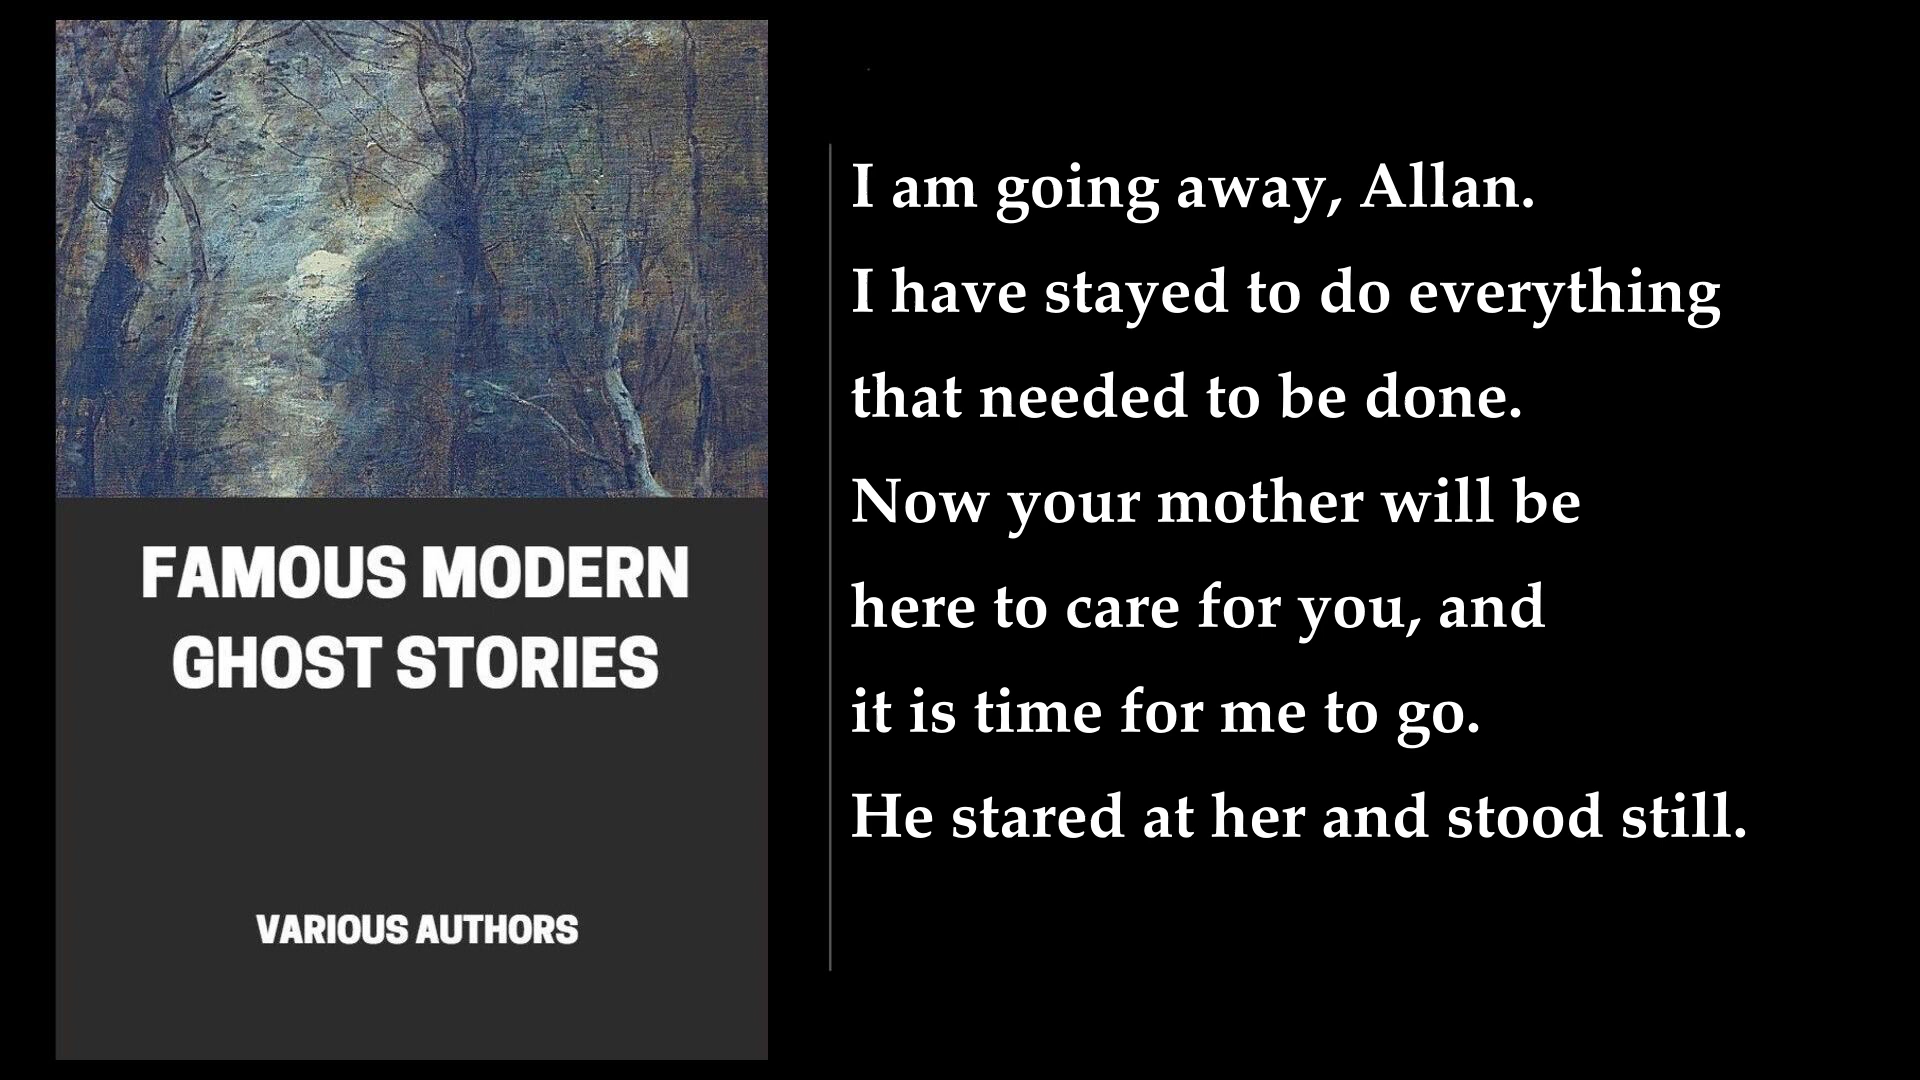 FAMOUS MODERN
GHOST STORIES
VARIOUS AUTHORS
I am going away, Allan.
I have stayed to do everything
that needed to be done.
Now your mother will be
here to care for you, and
it is time for me to go.
He stared at her and stood still.